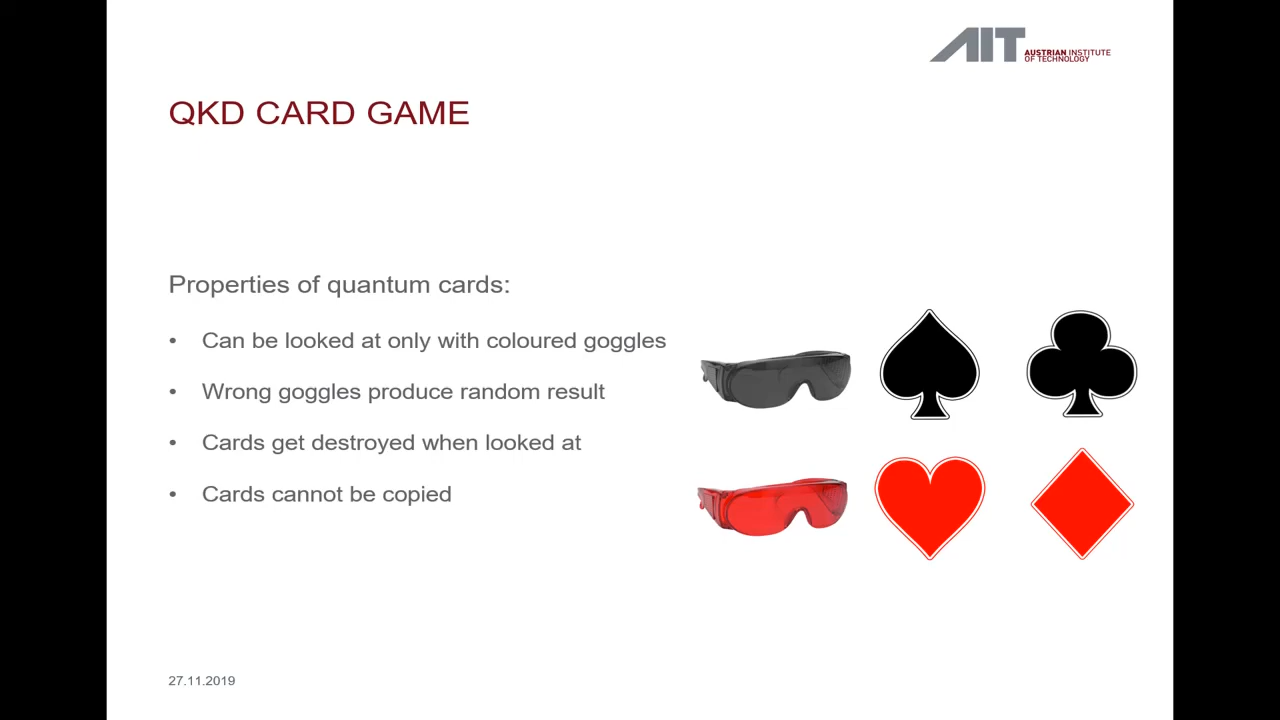 AIT
AUSTRIAN INSTITUTE
OF TECHNOLOGY
QKD CARD GAME
Properties of quantum cards:
• Can be looked at only with coloured goggles
• Wrong goggles produce random result
• Cards get destroyed when looked at
• Cards cannot be copied
27.11.2019